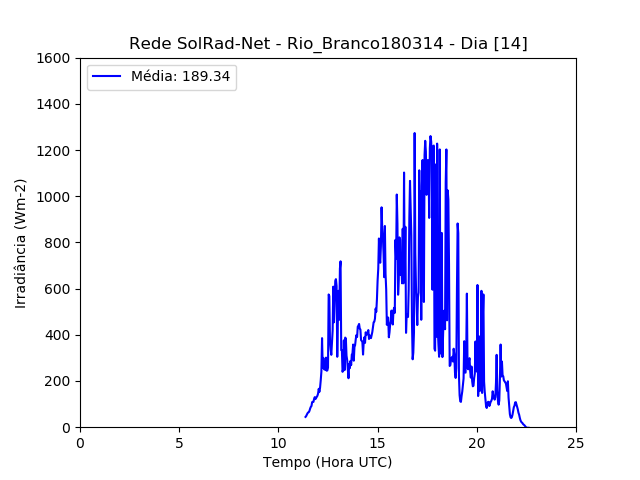 Rede SolRad-Net - Rio_Branco180314 - Dia [14]
Média: 189.34
Irradiância (Wm-2)
1600
1400
1200
1000
800
600
400
200
0
0 5 10 15 20 25
Tempo (Hora UTC)